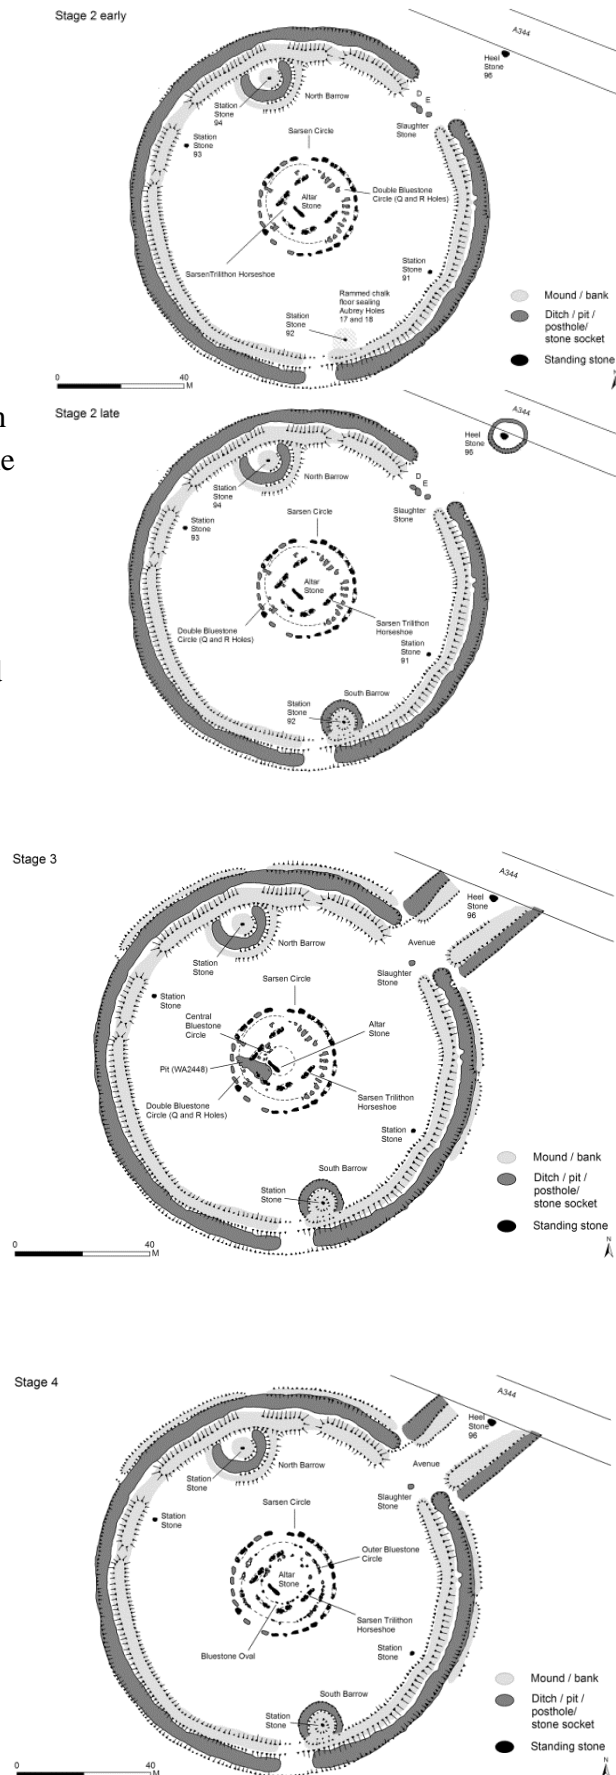 Stage 2 early
A344
Heel
Stone
96
D
E
Slaughter
Stone
North Barrow
Station
Stone
94
Station
Stone
93
Sarsen Circle
Altar
Stone
Double Bluestone
Circle (Q and R Holes)
SarsenTrilithon Horseshoe
Station
Stone
91
Rammed chalk
floor sealing
Aubrey Holes
17 and 18
Station
Stone
92
Mound / bank
Ditch / pit /
posthole/
stone socket
Standing stone
0
40
M
n
e
l
Stage 2 late
A344
Heel
Stone
96
D
E
Slaughter
Stone
North Barrow
Station
Stone
94
Station
Stone
93
Sarsen Circle
Altar
Stone
Double Bluestone
Circle (Q and R Holes)
Sarsen Trilithon
Horseshoe
Station
Stone
91
South Barrow
Station
Stone
92
Stage 3
A344
Heel
Stone
96
Avenue
Slaughter
Stone
North Barrow
Station
Stone
Station
Stone
Sarsen Circle
Central
Bluestone
Circle
Altar
Stone
Pit (WA2448)
Double Bluestone
Circle (Q and R Holes)
Sarsen Trilithon
Horseshoe
Station
Stone
South Barrow
Station
Stone
Mound / bank
Ditch / pit /
posthole/
stone socket
Standing stone
0
40
M
N
Stage 4
A344
Heel
Stone
96
Avenue
Slaughter
Stone
North Barrow
Station
Stone
Station
Stone
Sarsen Circle
Outer Bluestone
Circle
Altar
Stone
Sarsen Trilithon
Horseshoe
Bluestone Oval
Station
Stone
South Barrow
Station
Stone
Mound / bank
Ditch / pit /
posthole/
stone socket
Standing stone
0
40
M
N